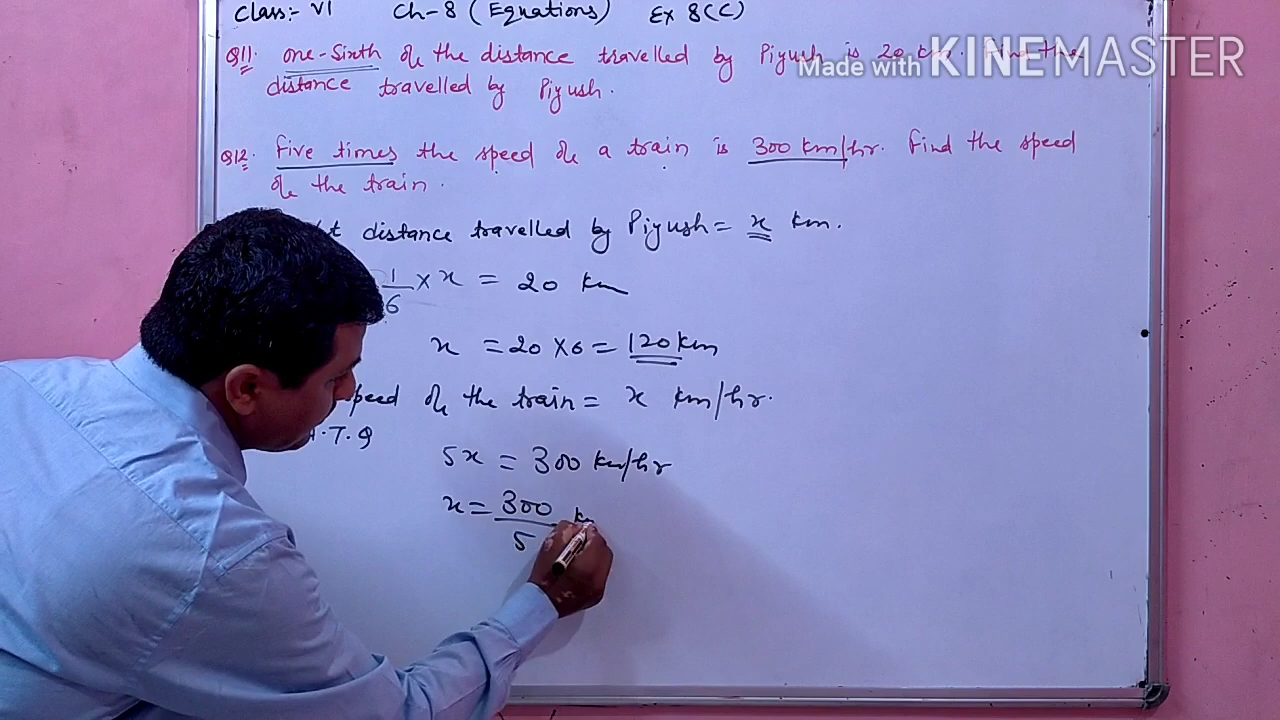 Class:- VI Ch-8 (Equations) Ex 8(C)
Q11. One-Sixth of the distance travelled by Piyush is 20 km. Find the
distance travelled by Piyush.
Made with KINEMASTER
Q12. Five times the speed of a train is 300 km/hr. Find the speed
of the train.
distance travelled by Piyush = x km.
1/6 × x = 20 km
x = 20 × 6 = 120 km
speed of the train = x km/hr.
A.T.Q
5x = 300 km/hr
x = 300/5 k